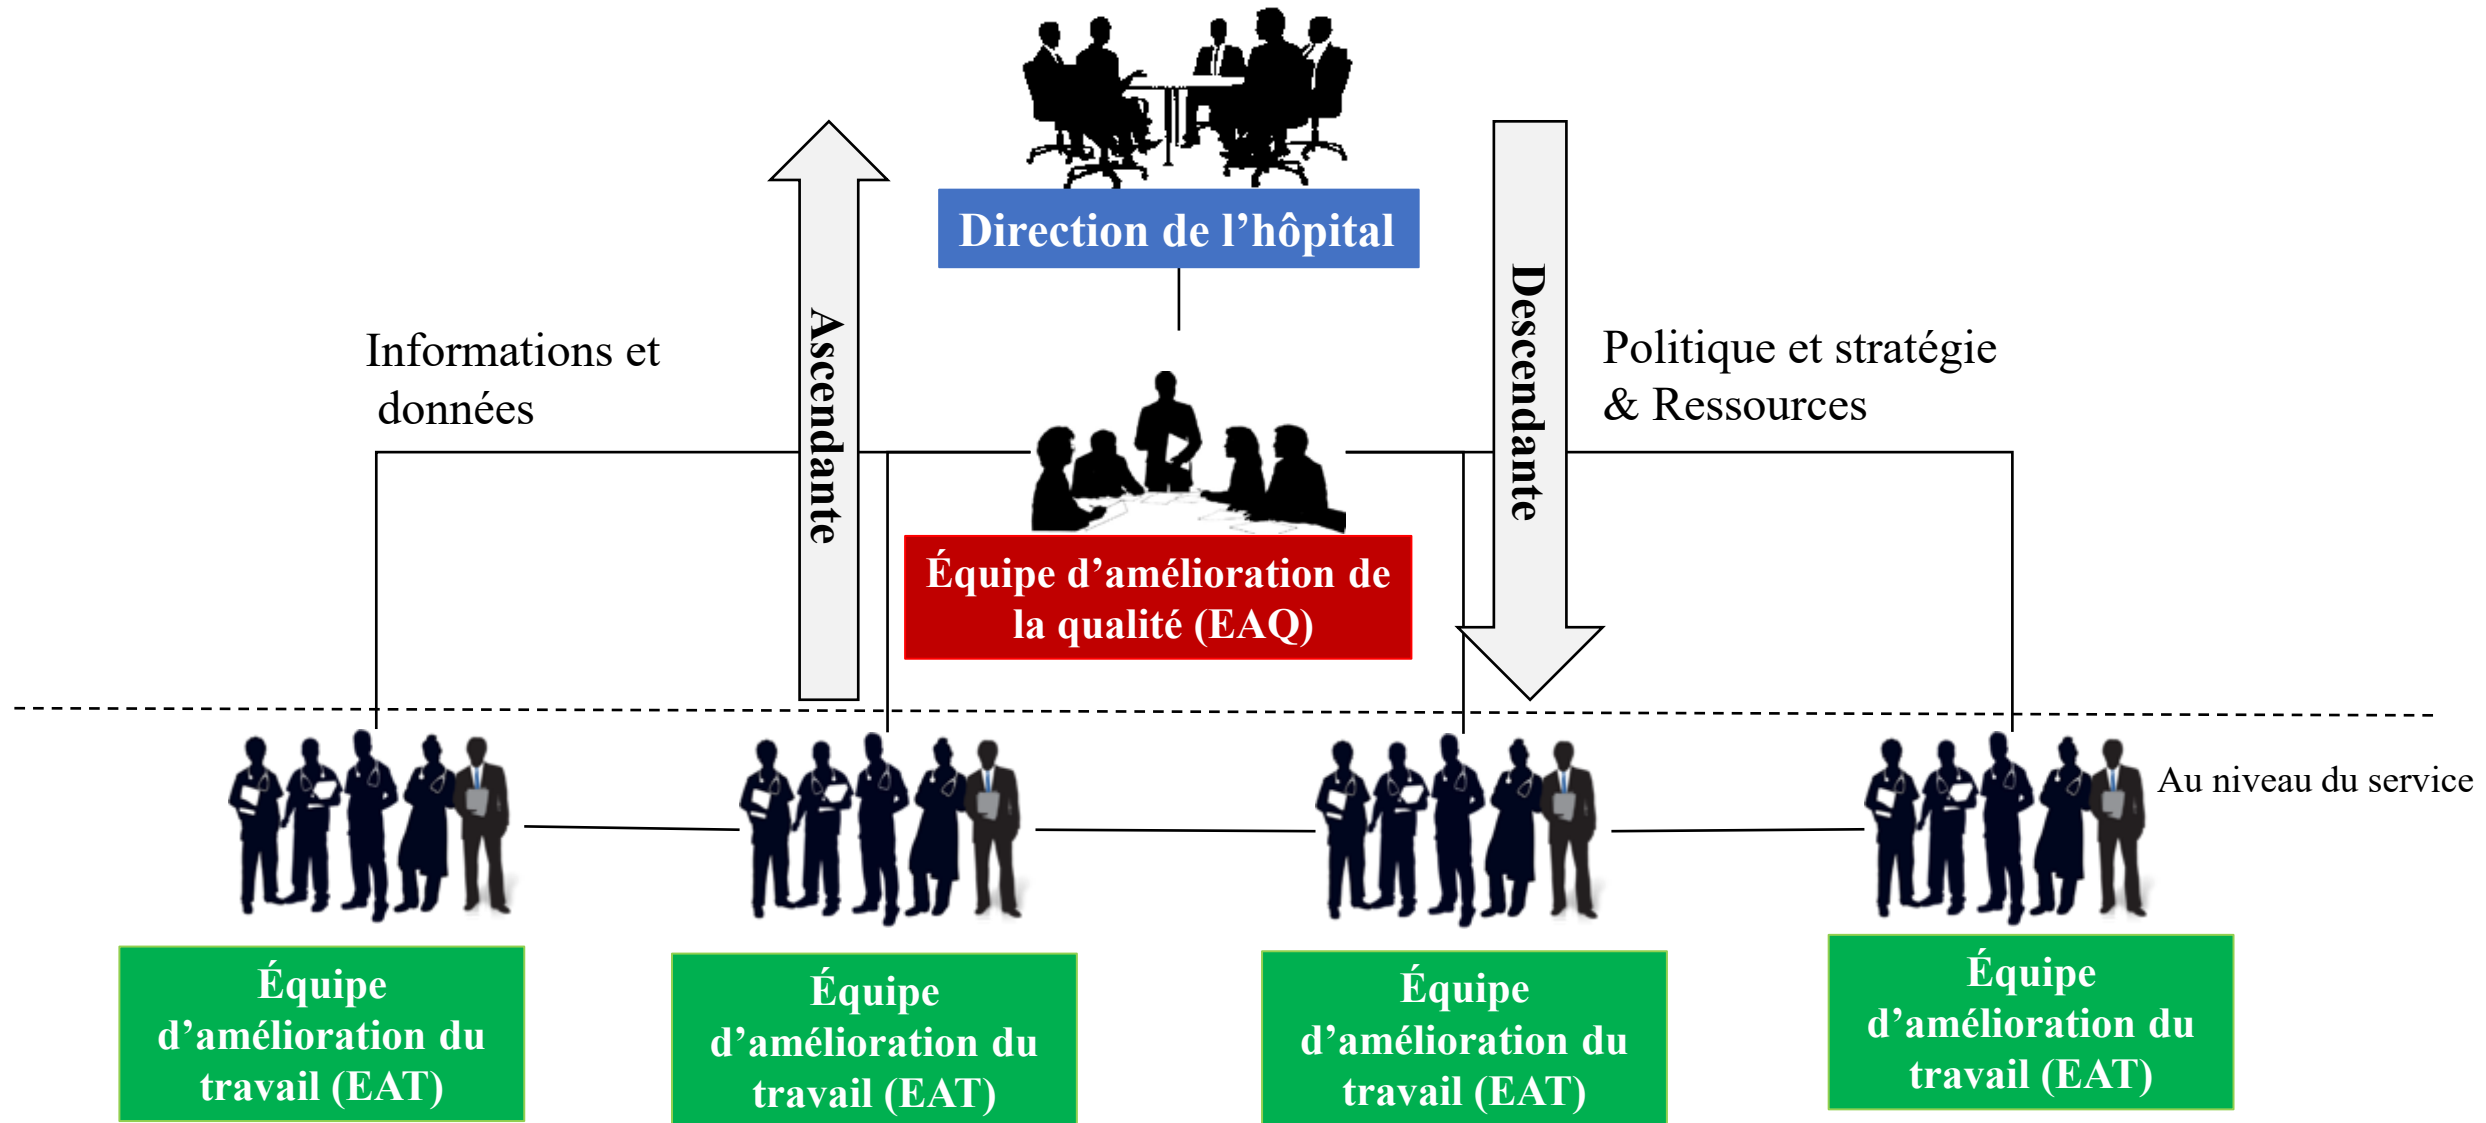 Direction de l’hôpital
Ascendante
Descendante
Informations et
données
Politique et stratégie
& Ressources
Équipe d’amélioration de
la qualité (EAQ)
Au niveau du service
Équipe
d’amélioration du
travail (EAT)
Équipe
d’amélioration du
travail (EAT)
Équipe
d’amélioration du
travail (EAT)
Équipe
d’amélioration du
travail (EAT)